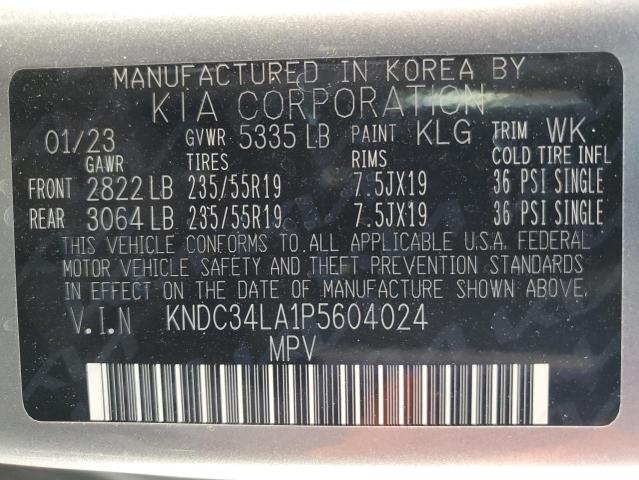 MANUFACTURED IN KOREA BY
KIA CORPORATION
01/23 GVWR 5335 LB PAINT KLG TRIM WK
GAWR TIRES RIMS COLD TIRE INFL
FRONT 2822 LB 235/55R19 7.5JX19 36 PSI SINGLE
REAR 3064 LB 235/55R19 7.5JX19 36 PSI SINGLE
THIS VEHICLE CONFORMS TO ALL APPLICABLE U.S.A. FEDERAL
MOTOR VEHICLE SAFETY AND THEFT PREVENTION STANDARDS
IN EFFECT ON THE DATE OF MANUFACTURE SHOWN ABOVE.
V.I.N KNDC34LA1P5604024
MPV